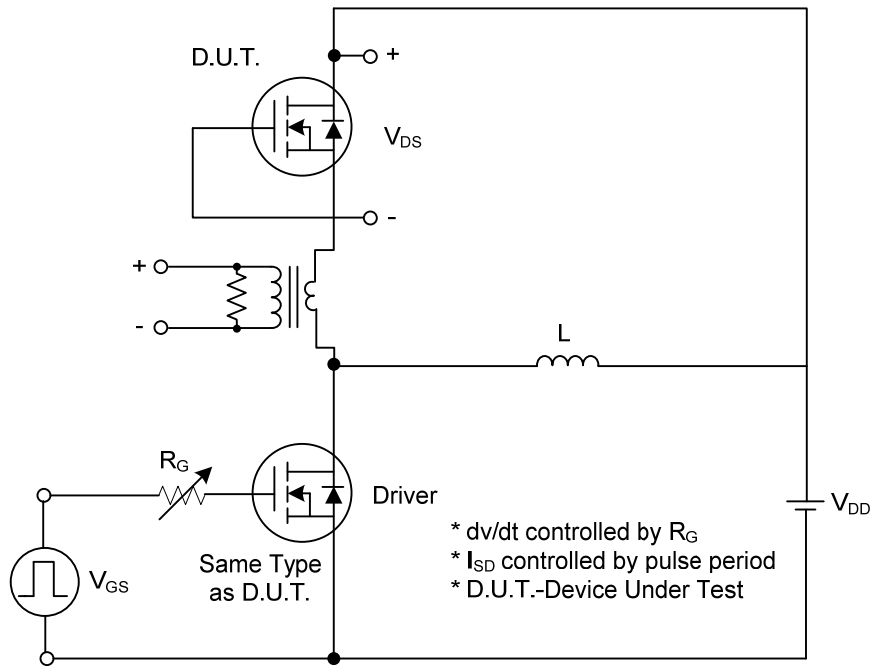 D.U.T.
+
V_DS
-
+
-
L
R_G
Driver
V_DD
Same Type
as D.U.T.
V_GS
* dv/dt controlled by R_G
* I_SD controlled by pulse period
* D.U.T.-Device Under Test